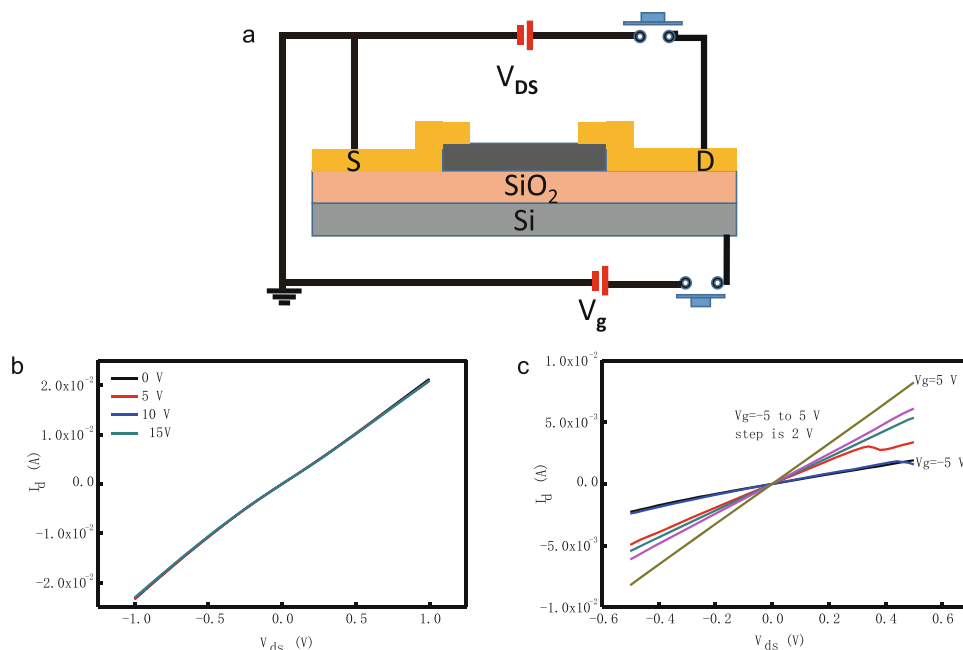 a
V_DS
S
D
SiO₂
Si
V_g
b
0 V
5 V
10 V
15V
2.0x10⁻²
1.0x10⁻²
0.0
-1.0x10⁻²
-2.0x10⁻²
I_d (A)
-1.0 -0.5 0.0 0.5 1.0
V_ds (V)
c
1.0x10⁻²
5.0x10⁻³
0.0
-5.0x10⁻³
-1.0x10⁻²
I_d (A)
Vg=5 V
Vg=-5 to 5 V
step is 2 V
Vg=-5 V
-0.6 -0.4 -0.2 0.0 0.2 0.4 0.6
V_ds (V)